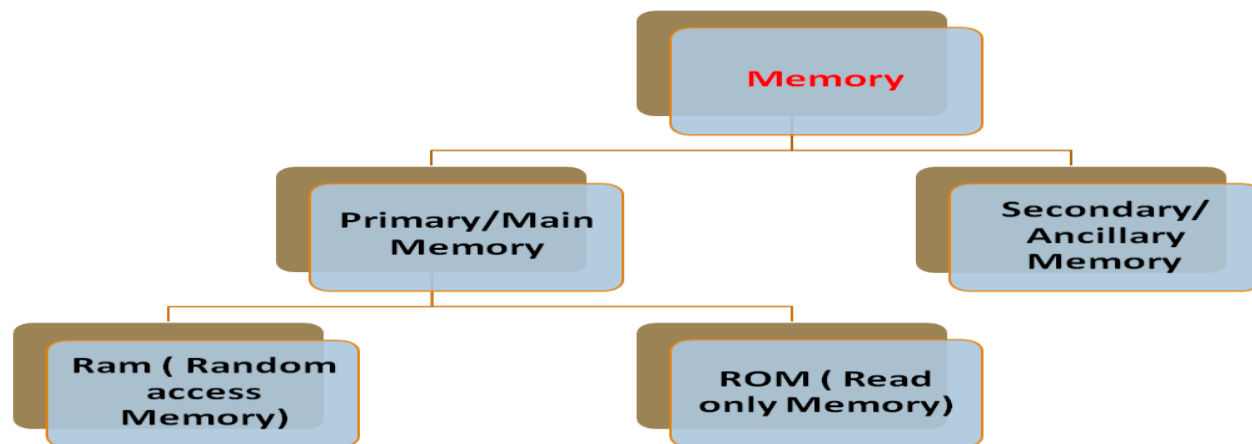 Memory
Primary/Main
Memory
Secondary/
Ancillary
Memory
Ram ( Random
access
Memory)
ROM ( Read
only Memory)